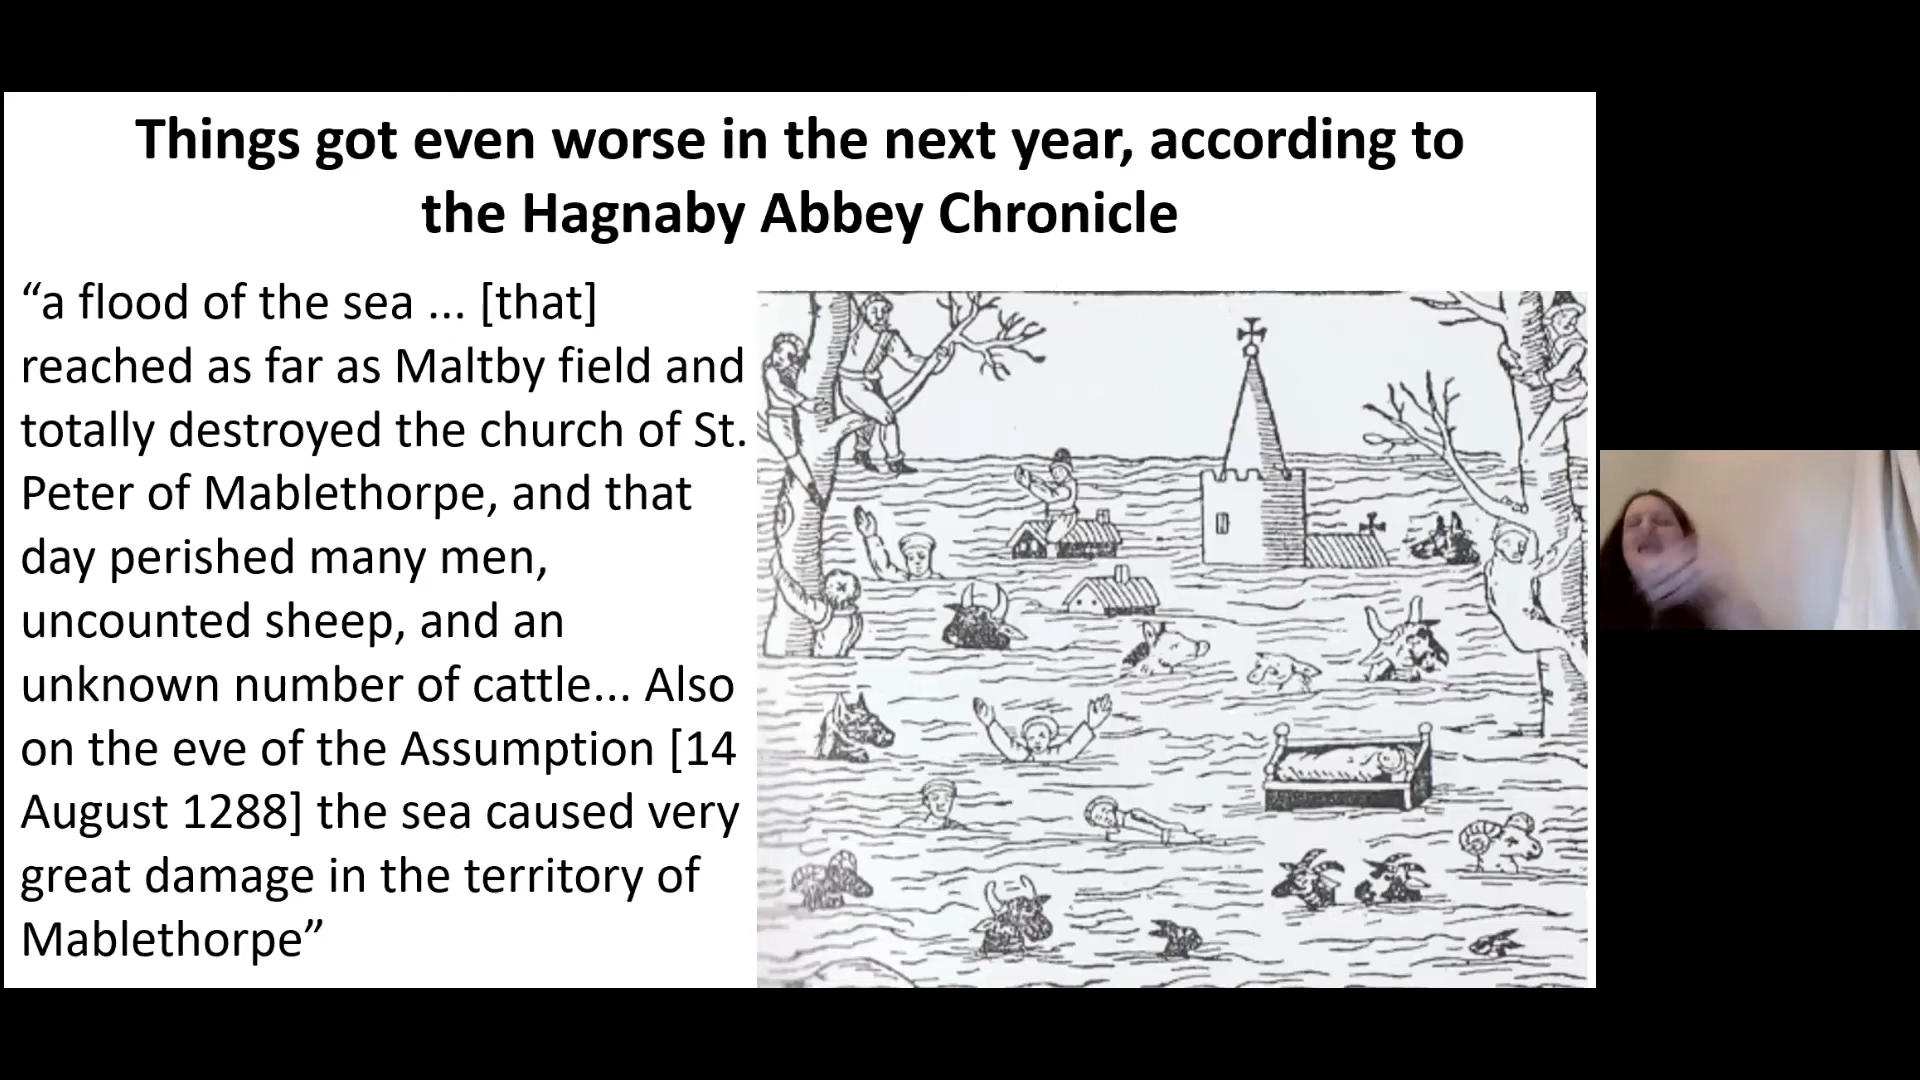 Things got even worse in the next year, according to
the Hagnaby Abbey Chronicle
“a flood of the sea ... [that]
reached as far as Maltby field and
totally destroyed the church of St.
Peter of Mablethorpe, and that
day perished many men,
uncounted sheep, and an
unknown number of cattle... Also
on the eve of the Assumption [14
August 1288] the sea caused very
great damage in the territory of
Mablethorpe”